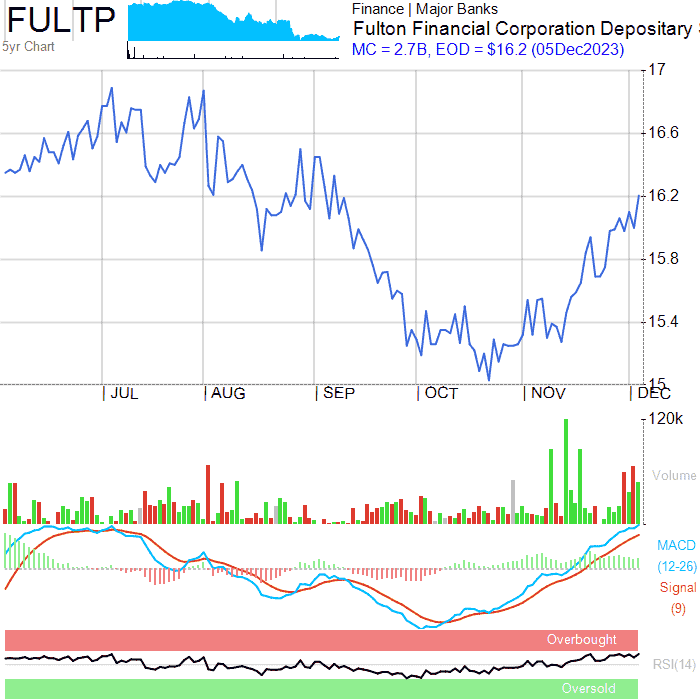 FULTP
5yr Chart
Finance | Major Banks
Fulton Financial Corporation Depositary
MC = 2.7B, EOD = $16.2 (05Dec2023)
17
16.6
16.2
15.8
15.4
15
JUL AUG SEP OCT NOV DEC
120k
Volume
MACD
(12-26)
Signal
(9)
Overbought
RSI(14)
Oversold